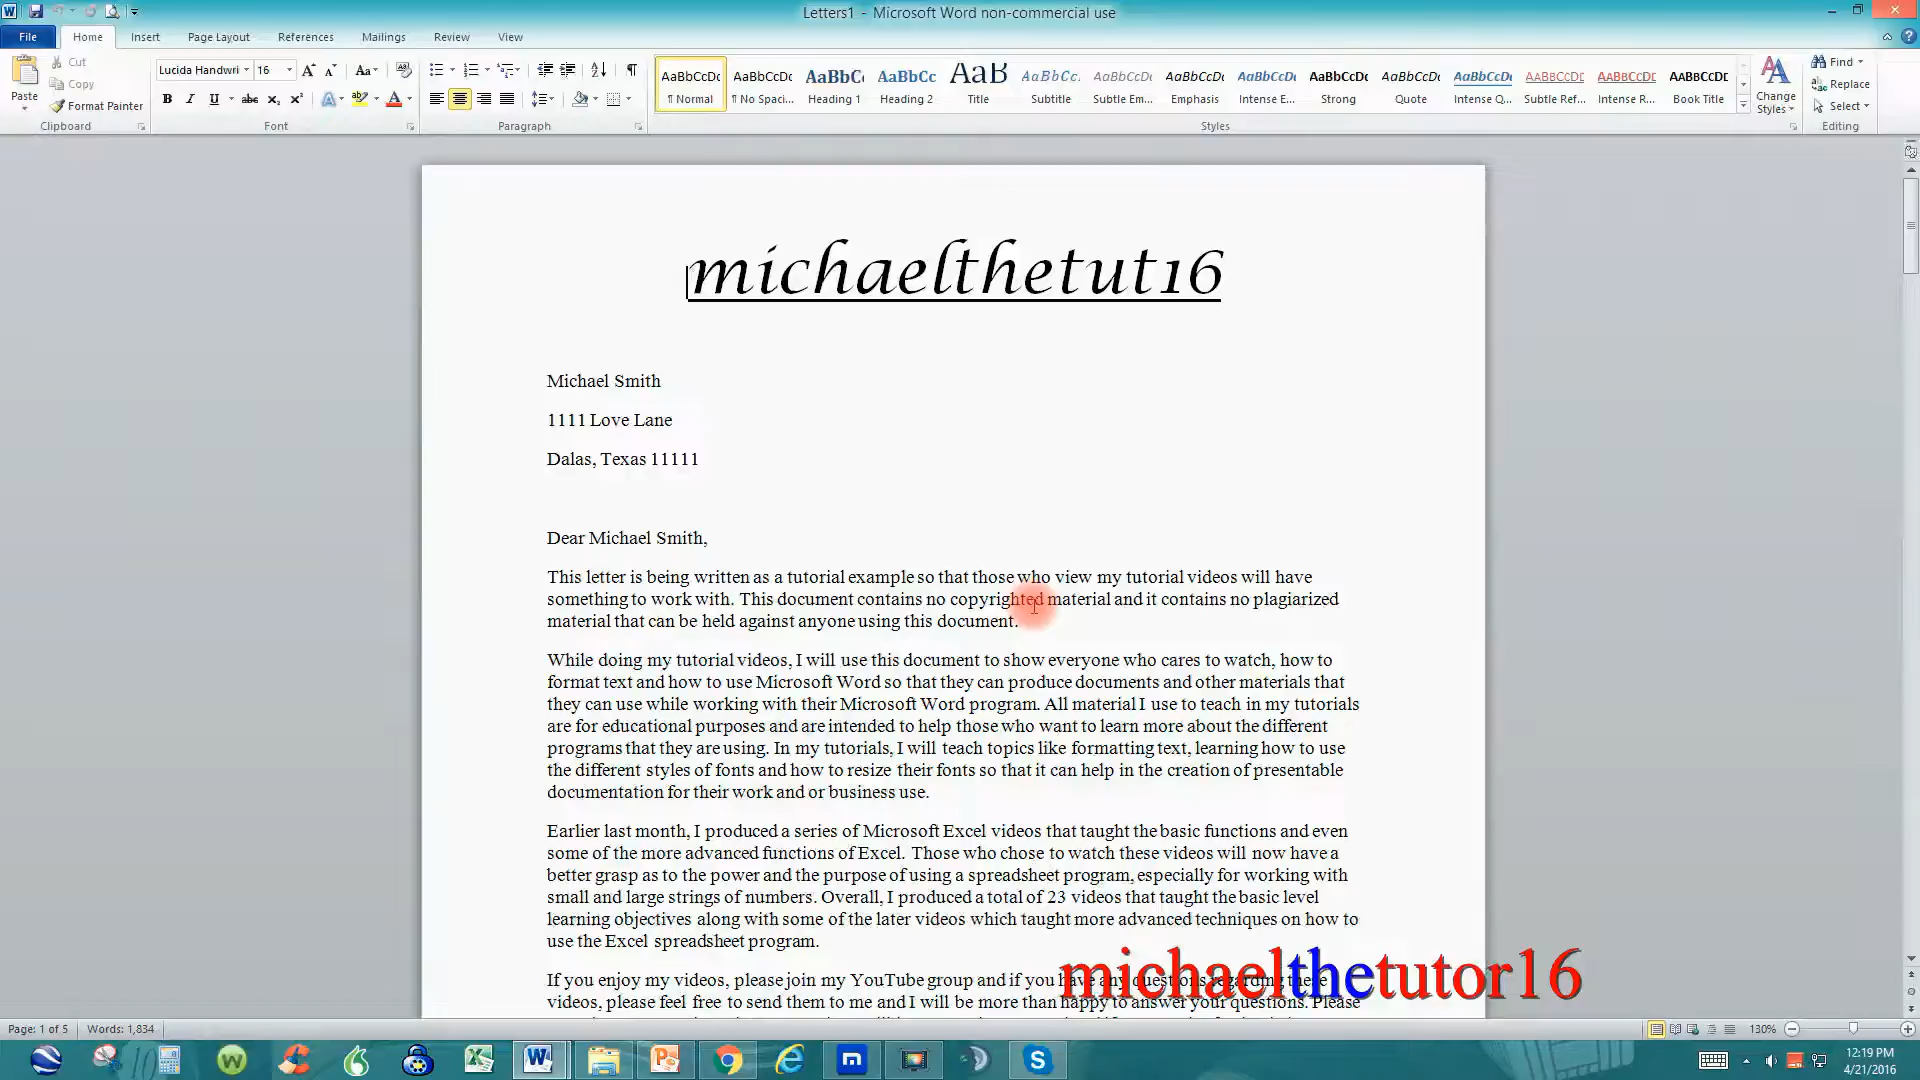 Letters1 - Microsoft Word non-commercial use
File Home Insert Page Layout References Mailings Review View
Paste
Cut
Copy
Format Painter
Clipboard
Lucida Handwri 16
Font
Paragraph
AaBbCcDc AaBbCcDc AaBbC AaBbCc AaB AaBbCc. AaBbCcDc AaBbCcDc AaBbCcDc AaBbCcDc AaBbCcDc AaBbCcDc AABBCCDD AABBCCDD AABBCCDD
¶ Normal ¶ No Spaci... Heading 1 Heading 2 Title Subtitle Subtle Em... Emphasis Intense E... Strong Quote Intense Q... Subtle Ref... Intense R... Book Title
Styles
Change Styles
Find
Replace
Select
Editing
michaelthetut16
Michael Smith
1111 Love Lane
Dalas, Texas 11111
Dear Michael Smith,
This letter is being written as a tutorial example so that those who view my tutorial videos will have
something to work with. This document contains no copyrighted material and it contains no plagiarized
material that can be held against anyone using this document.
While doing my tutorial videos, I will use this document to show everyone who cares to watch, how to
format text and how to use Microsoft Word so that they can produce documents and other materials that
they can use while working with their Microsoft Word program. All material I use to teach in my tutorials
are for educational purposes and are intended to help those who want to learn more about the different
programs that they are using. In my tutorials, I will teach topics like formatting text, learning how to use
the different styles of fonts and how to resize their fonts so that it can help in the creation of presentable
documentation for their work and or business use.
Earlier last month, I produced a series of Microsoft Excel videos that taught the basic functions and even
some of the more advanced functions of Excel. Those who chose to watch these videos will now have a
better grasp as to the power and the purpose of using a spreadsheet program, especially for working with
small and large strings of numbers. Overall, I produced a total of 23 videos that taught the basic level
learning objectives along with some of the later videos which taught more advanced techniques on how to
use the Excel spreadsheet program.
If you enjoy my videos, please join my YouTube group and if you have any questions regarding these
videos, please feel free to send them to me and I will be more than happy to answer your questions. Please
michaelthetutor16
Page: 1 of 5 Words: 1,834
130%
12:19 PM
4/21/2016